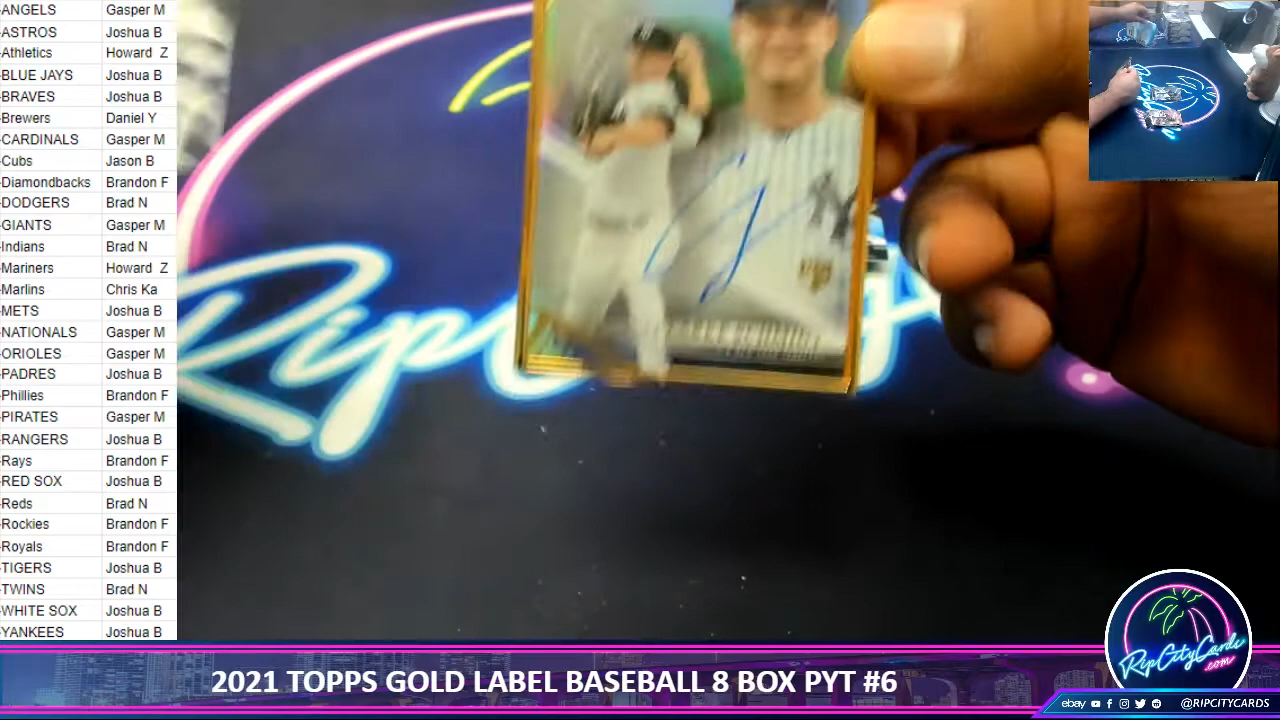 -ANGELS Gasper M
-ASTROS Joshua B
-Athletics Howard Z
-BLUE JAYS Joshua B
-BRAVES Joshua B
-Brewers Daniel Y
-CARDINALS Gasper M
-Cubs Jason B
-Diamondbacks Brandon F
-DODGERS Brad N
-GIANTS Gasper M
-Indians Brad N
-Mariners Howard Z
-Marlins Chris Ka
-METS Joshua B
-NATIONALS Gasper M
-ORIOLES Gasper M
-PADRES Joshua B
-Phillies Brandon F
-PIRATES Gasper M
-RANGERS Joshua B
-Rays Brandon F
-RED SOX Joshua B
-Reds Brad N
-Rockies Brandon F
-Royals Brandon F
-TIGERS Joshua B
-TWINS Brad N
-WHITE SOX Joshua B
-YANKEES Joshua B
NY
RipCityCards
.com
2021 TOPPS GOLD LABEL BASEBALL 8 BOX PYT #6
ebay @RIPCITYCARDS